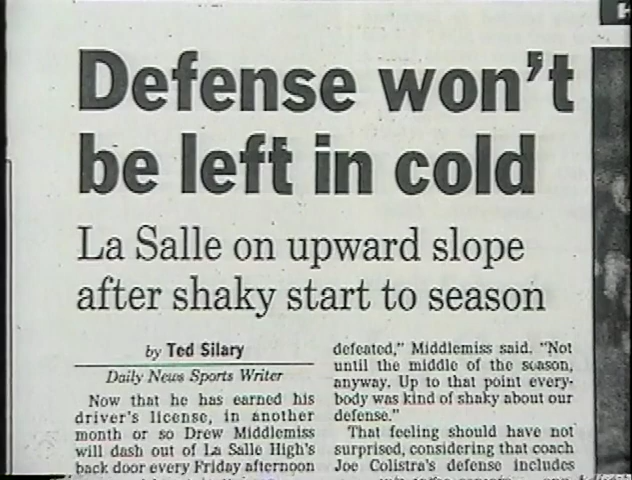 Defense won't
be left in cold
La Salle on upward slope
after shaky start to season
by Ted Silary
Daily News Sports Writer
Now that he has earned his
driver's license, in another
month or so Drew Middlemiss
will dash out of La Salle High's
back door every Friday afternoon
defeated," Middlemiss said. "Not
until the middle of the season,
anyway. Up to that point every-
body was kind of shaky about our
defense."
That feeling should have not
surprised, considering that coach
Joe Colistra's defense includes